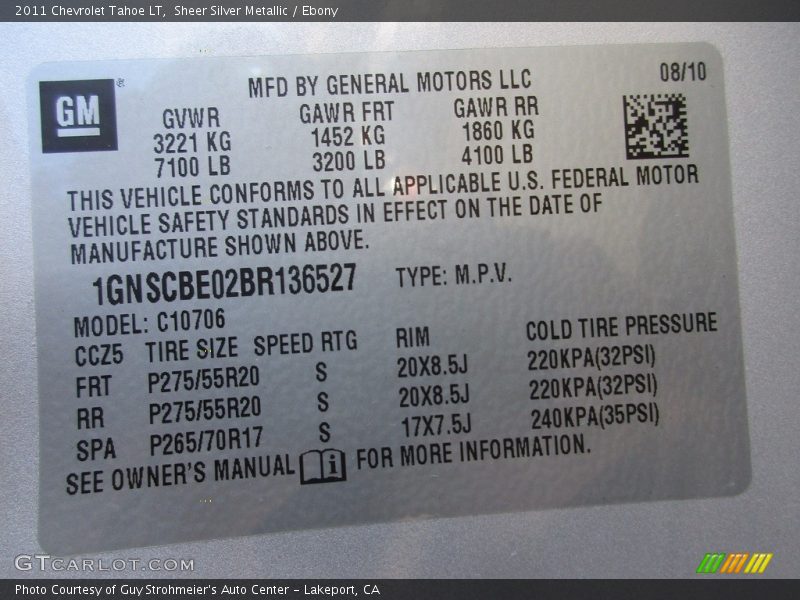 2011 Chevrolet Tahoe LT,  Sheer Silver Metallic / Ebony
GM
MFD BY GENERAL MOTORS LLC
08/10
GVWR GAWR FRT GAWR RR
3221 KG 1452 KG 1860 KG
7100 LB 3200 LB 4100 LB
THIS VEHICLE CONFORMS TO ALL APPLICABLE U.S. FEDERAL MOTOR
VEHICLE SAFETY STANDARDS IN EFFECT ON THE DATE OF
MANUFACTURE SHOWN ABOVE.
1GNSCBE02BR136527 TYPE: M.P.V.
MODEL: C10706
CCZ5 TIRE SIZE SPEED RTG RIM COLD TIRE PRESSURE
FRT P275/55R20 S 20X8.5J 220KPA(32PSI)
RR P275/55R20 S 20X8.5J 220KPA(32PSI)
SPA P265/70R17 S 17X7.5J 240KPA(35PSI)
SEE OWNER'S MANUAL i FOR MORE INFORMATION.
GTCARLOT.COM
Photo Courtesy of Guy Strohmeier's Auto Center - Lakeport, CA